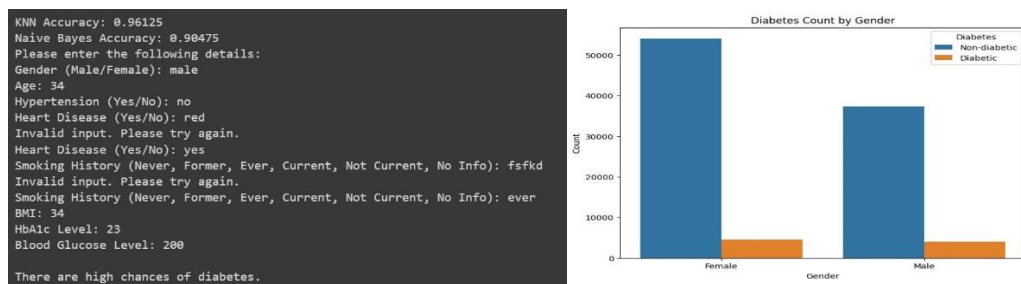 KNN Accuracy: 0.96125
Naive Bayes Accuracy: 0.90475
Please enter the following details:
Gender (Male/Female): male
Age: 34
Hypertension (Yes/No): no
Heart Disease (Yes/No): red
Invalid input. Please try again.
Heart Disease (Yes/No): yes
Smoking History (Never, Former, Ever, Current, Not Current, No Info): fsfkd
Invalid input. Please try again.
Smoking History (Never, Former, Ever, Current, Not Current, No Info): ever
BMI: 34
HbA1c Level: 23
Blood Glucose Level: 200
There are high chances of diabetes.
Diabetes Count by Gender
Diabetes
Non-diabetic
Diabetic
50000
40000
30000
20000
10000
0
Count
Female Male
Gender